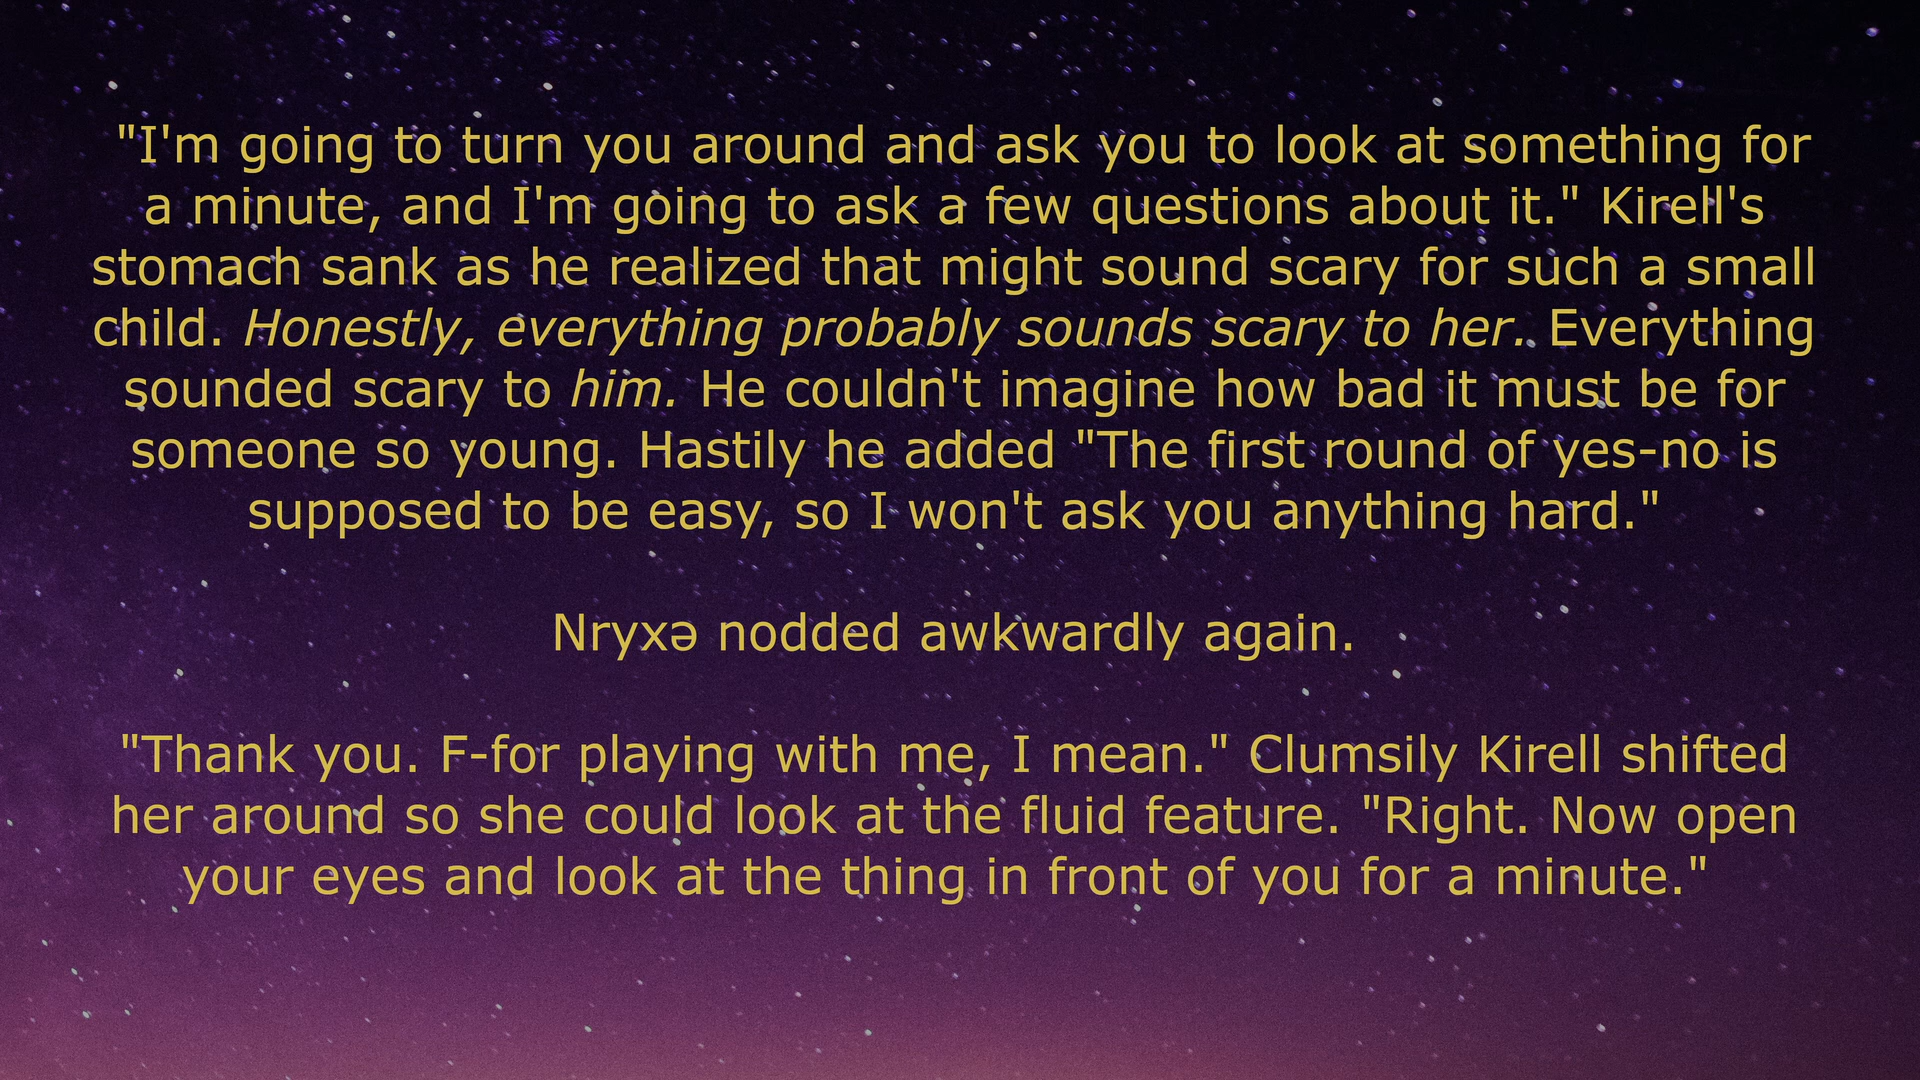 "I'm going to turn you around and ask you to look at something for
a minute, and I'm going to ask a few questions about it." Kirell's
stomach sank as he realized that might sound scary for such a small
child. Honestly, everything probably sounds scary to her. Everything
sounded scary to him. He couldn't imagine how bad it must be for
someone so young. Hastily he added "The first round of yes-no is
supposed to be easy, so I won't ask you anything hard."
Nryxə nodded awkwardly again.
"Thank you. F-for playing with me, I mean." Clumsily Kirell shifted
her around so she could look at the fluid feature. "Right. Now open
your eyes and look at the thing in front of you for a minute."